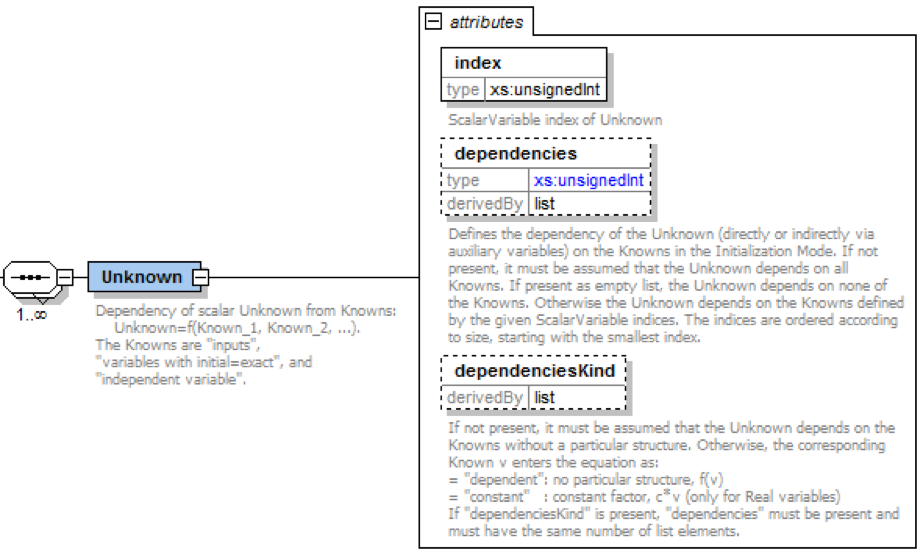 attributes
index
type xs:unsignedInt
ScalarVariable index of Unknown
dependencies
type xs:unsignedInt
derivedBy list
Defines the dependency of the Unknown (directly or indirectly via
auxiliary variables) on the Knowns in the Initialization Mode. If not
present, it must be assumed that the Unknown depends on all
Knowns. If present as empty list, the Unknown depends on none of
the Knowns. Otherwise the Unknown depends on the Knowns defined
by the given ScalarVariable indices. The indices are ordered according
to size, starting with the smallest index.
Unknown
1..∞
Dependency of scalar Unknown from Knowns:
Unknown=f(Known_1, Known_2, ...).
The Knowns are "inputs",
"variables with initial=exact", and
"independent variable".
dependenciesKind
derivedBy list
If not present, it must be assumed that the Unknown depends on the
Knowns without a particular structure. Otherwise, the corresponding
Known v enters the equation as:
= "dependent": no particular structure, f(v)
= "constant" : constant factor, c*v (only for Real variables)
If "dependenciesKind" is present, "dependencies" must be present and
must have the same number of list elements.